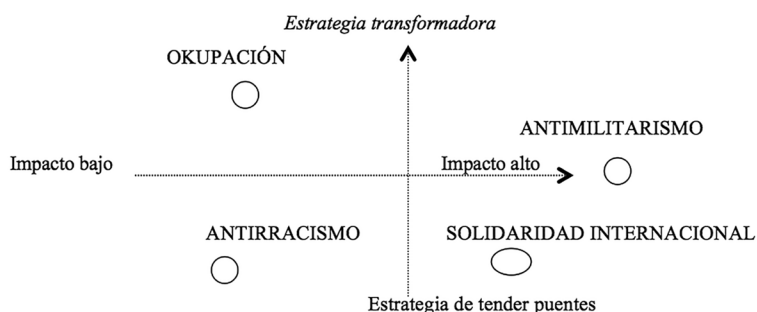 Estrategia transformadora
OKUPACIÓN
ANTIMILITARISMO
Impacto bajo
Impacto alto
ANTIRRACISMO
SOLIDARIDAD INTERNACIONAL
Estrategia de tender puentes